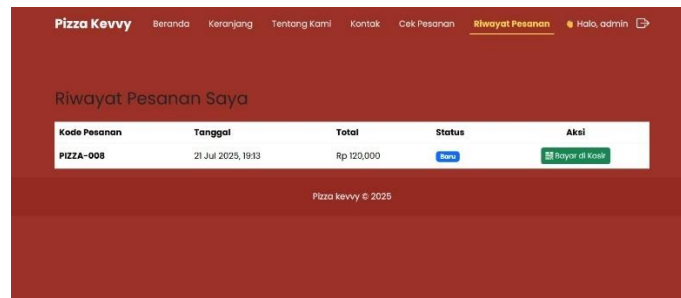 Pizza Kevvy Beranda Keranjang Tentang Kami Kontak Cek Pesanan Riwayat Pesanan Halo, admin
Riwayat Pesanan Saya
Kode Pesanan Tanggal Total Status Aksi
PIZZA-008 21 Jul 2025, 19:13 Rp 120,000 Baru Bayar di Kasir
Pizza kevvy © 2025